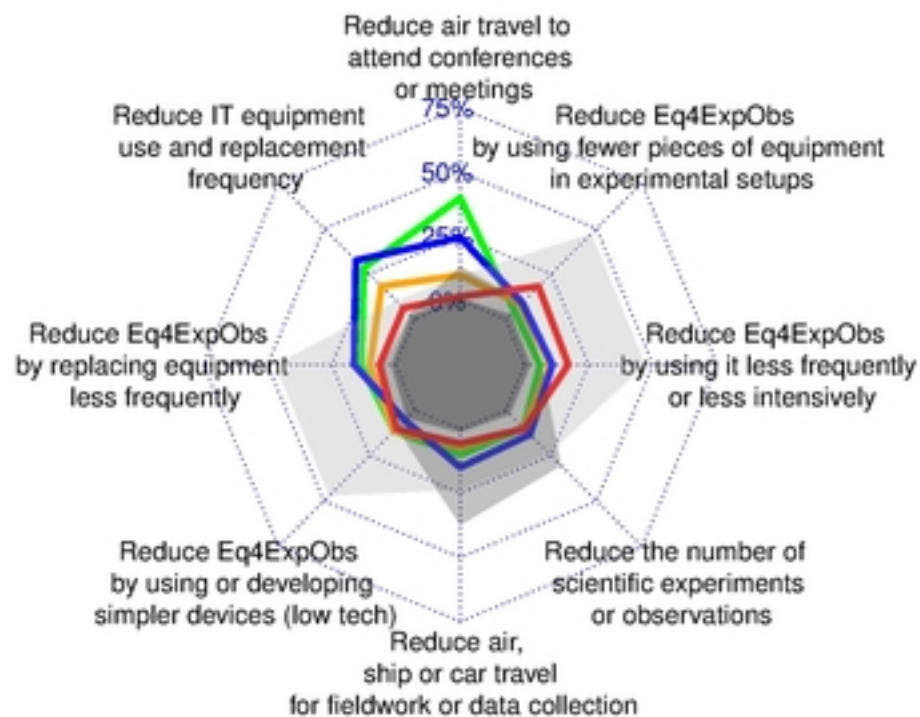 Reduce air travel to
attend conferences
or meetings
75%
50%
25%
0%
Reduce IT equipment
use and replacement
frequency
Reduce Eq4ExpObs
by using fewer pieces of equipment
in experimental setups
Reduce Eq4ExpObs
by replacing equipment
less frequently
Reduce Eq4ExpObs
by using it less frequently
or less intensively
Reduce Eq4ExpObs
by using or developing
simpler devices (low tech)
Reduce the number of
scientific experiments
or observations
Reduce air,
ship or car travel
for fieldwork or data collection